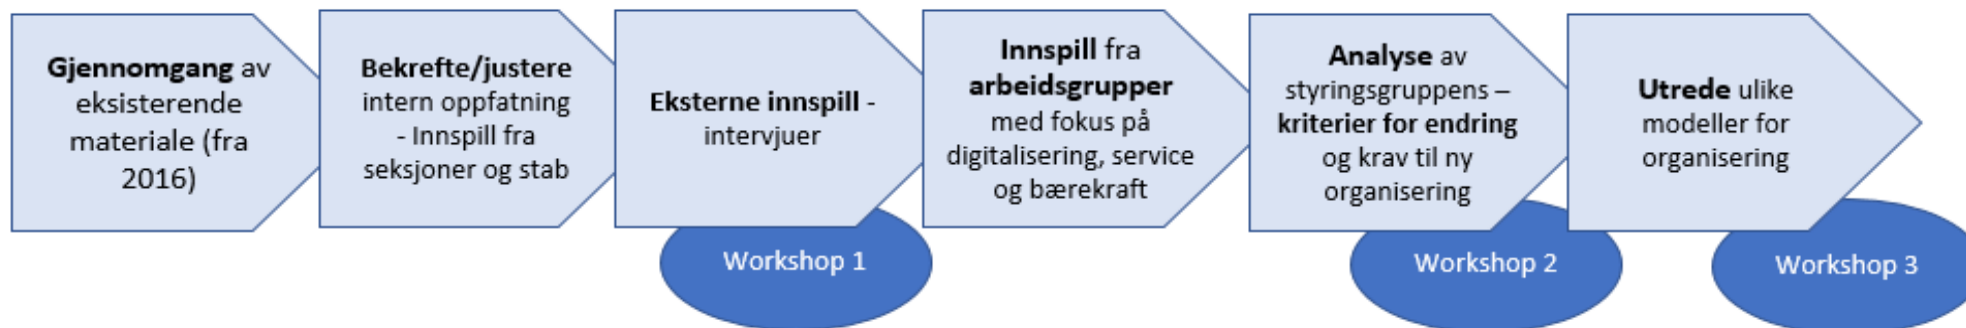 Gjennomgang av
eksisterende
materiale (fra
2016)
Bekrefte/justere
intern oppfatning
- Innspill fra
seksjoner og stab
Eksterne innspill -
intervjuer
Innspill fra
arbeidsgrupper
med fokus på
digitalisering, service
og bærekraft
Analyse av
styringsgruppens –
kriterier for endring
og krav til ny
organisering
Utrede ulike
modeller for
organisering
Workshop 1
Workshop 2
Workshop 3